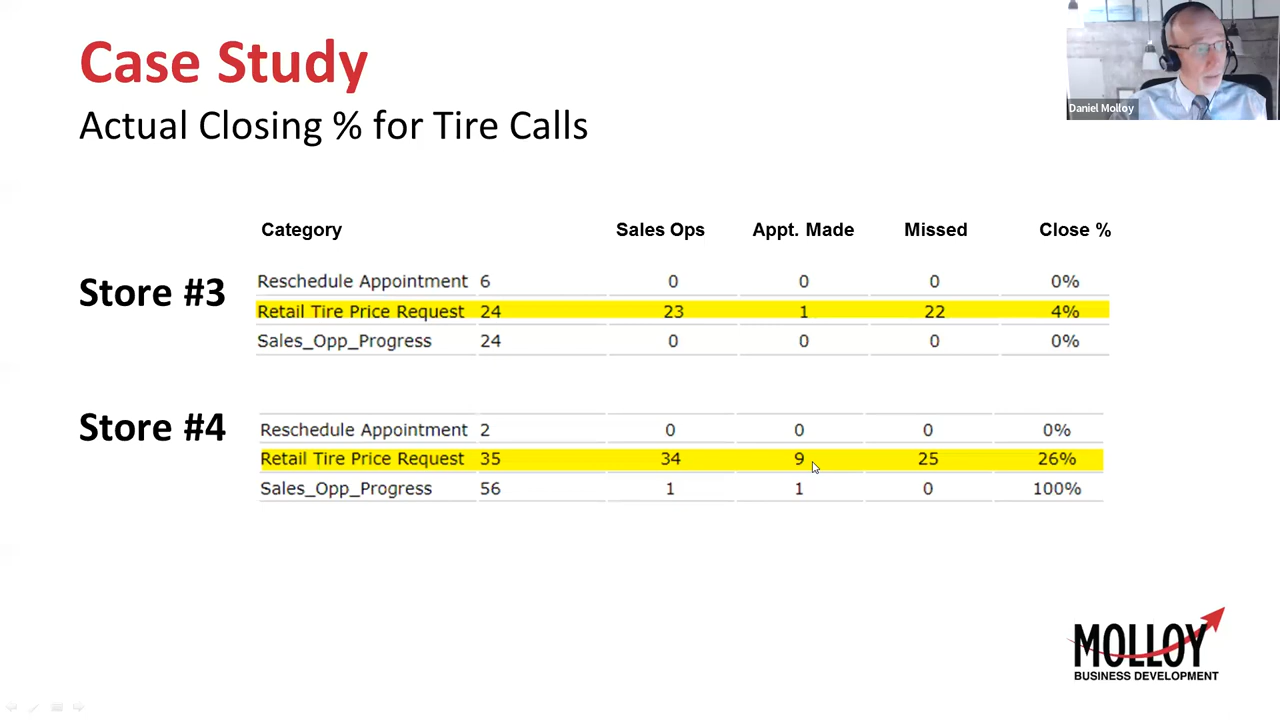 Case Study
Actual Closing % for Tire Calls
Daniel Molloy
Category Sales Ops Appt. Made Missed Close %
Store #3
Reschedule Appointment 6 0 0 0 0%
Retail Tire Price Request 24 23 1 22 4%
Sales_Opp_Progress 24 0 0 0 0%
Store #4
Reschedule Appointment 2 0 0 0 0%
Retail Tire Price Request 35 34 9 25 26%
Sales_Opp_Progress 56 1 1 0 100%
MOLLOY
BUSINESS DEVELOPMENT